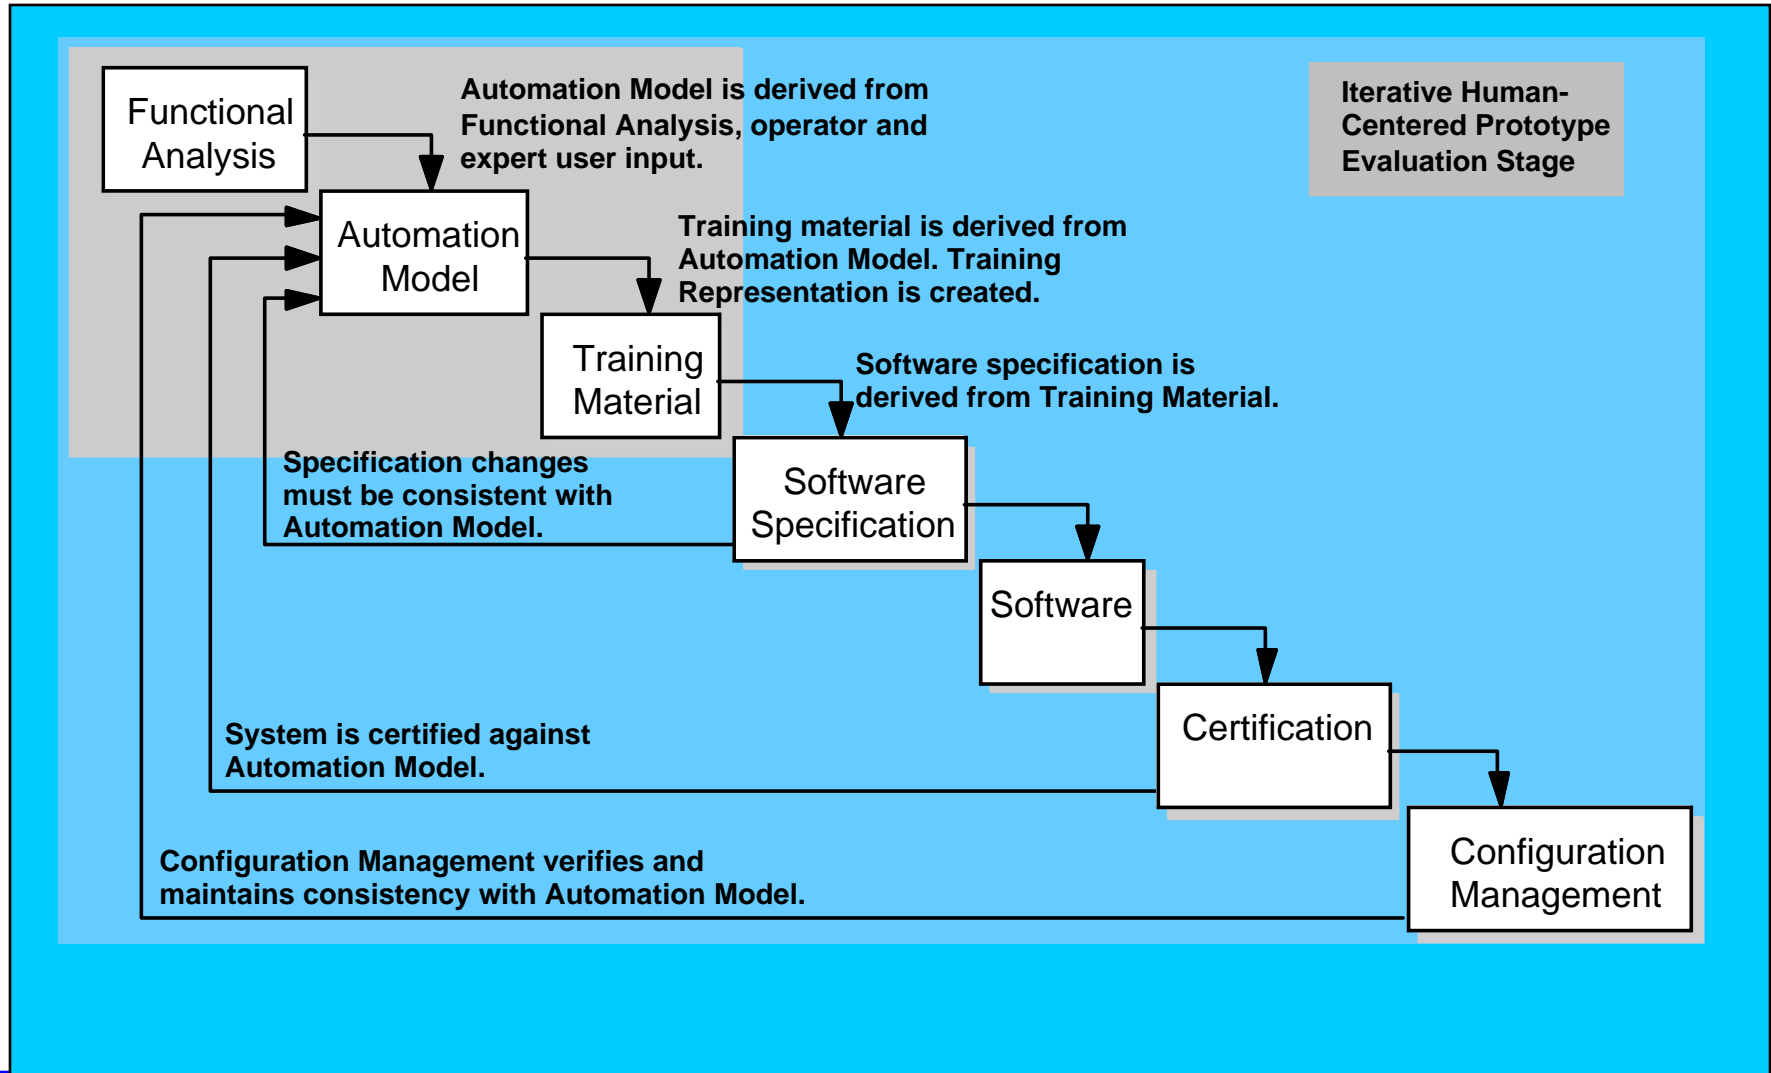 Functional
Analysis
Automation Model is derived from
Functional Analysis, operator and
expert user input.
Iterative Human-
Centered Prototype
Evaluation Stage
Automation
Model
Training material is derived from
Automation Model. Training
Representation is created.
Training
Material
Software specification is
derived from Training Material.
Specification changes
must be consistent with
Automation Model.
Software
Specification
Software
System is certified against
Automation Model.
Certification
Configuration Management verifies and
maintains consistency with Automation Model.
Configuration
Management